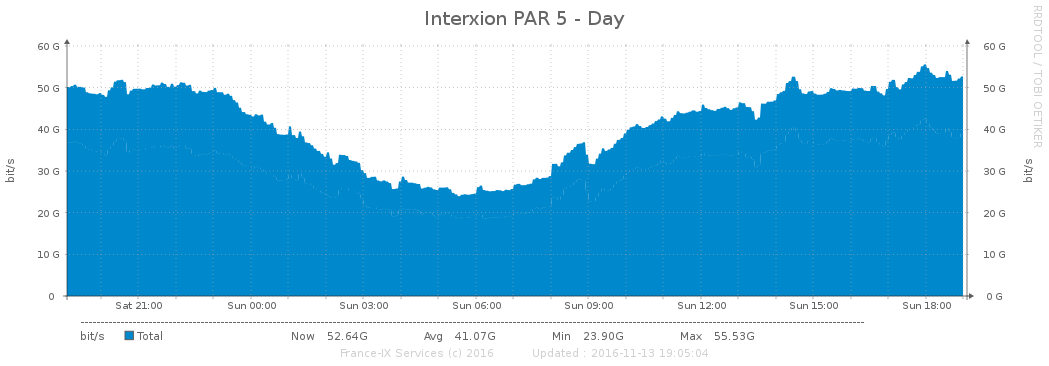 Interxion PAR 5 - Day
RRDTOOL / TOBI OETIKER
bit/s
60 G 60 G
50 G 50 G
40 G 40 G
30 G 30 G
20 G 20 G
10 G 10 G
0 0 G
bit/s
Sat 21:00 Sun 00:00 Sun 03:00 Sun 06:00 Sun 09:00 Sun 12:00 Sun 15:00 Sun 18:00
bit/s Total Now 52.64G Avg 41.07G Min 23.90G Max 55.53G
France-IX Services (c) 2016 Updated : 2016-11-13 19:05:04